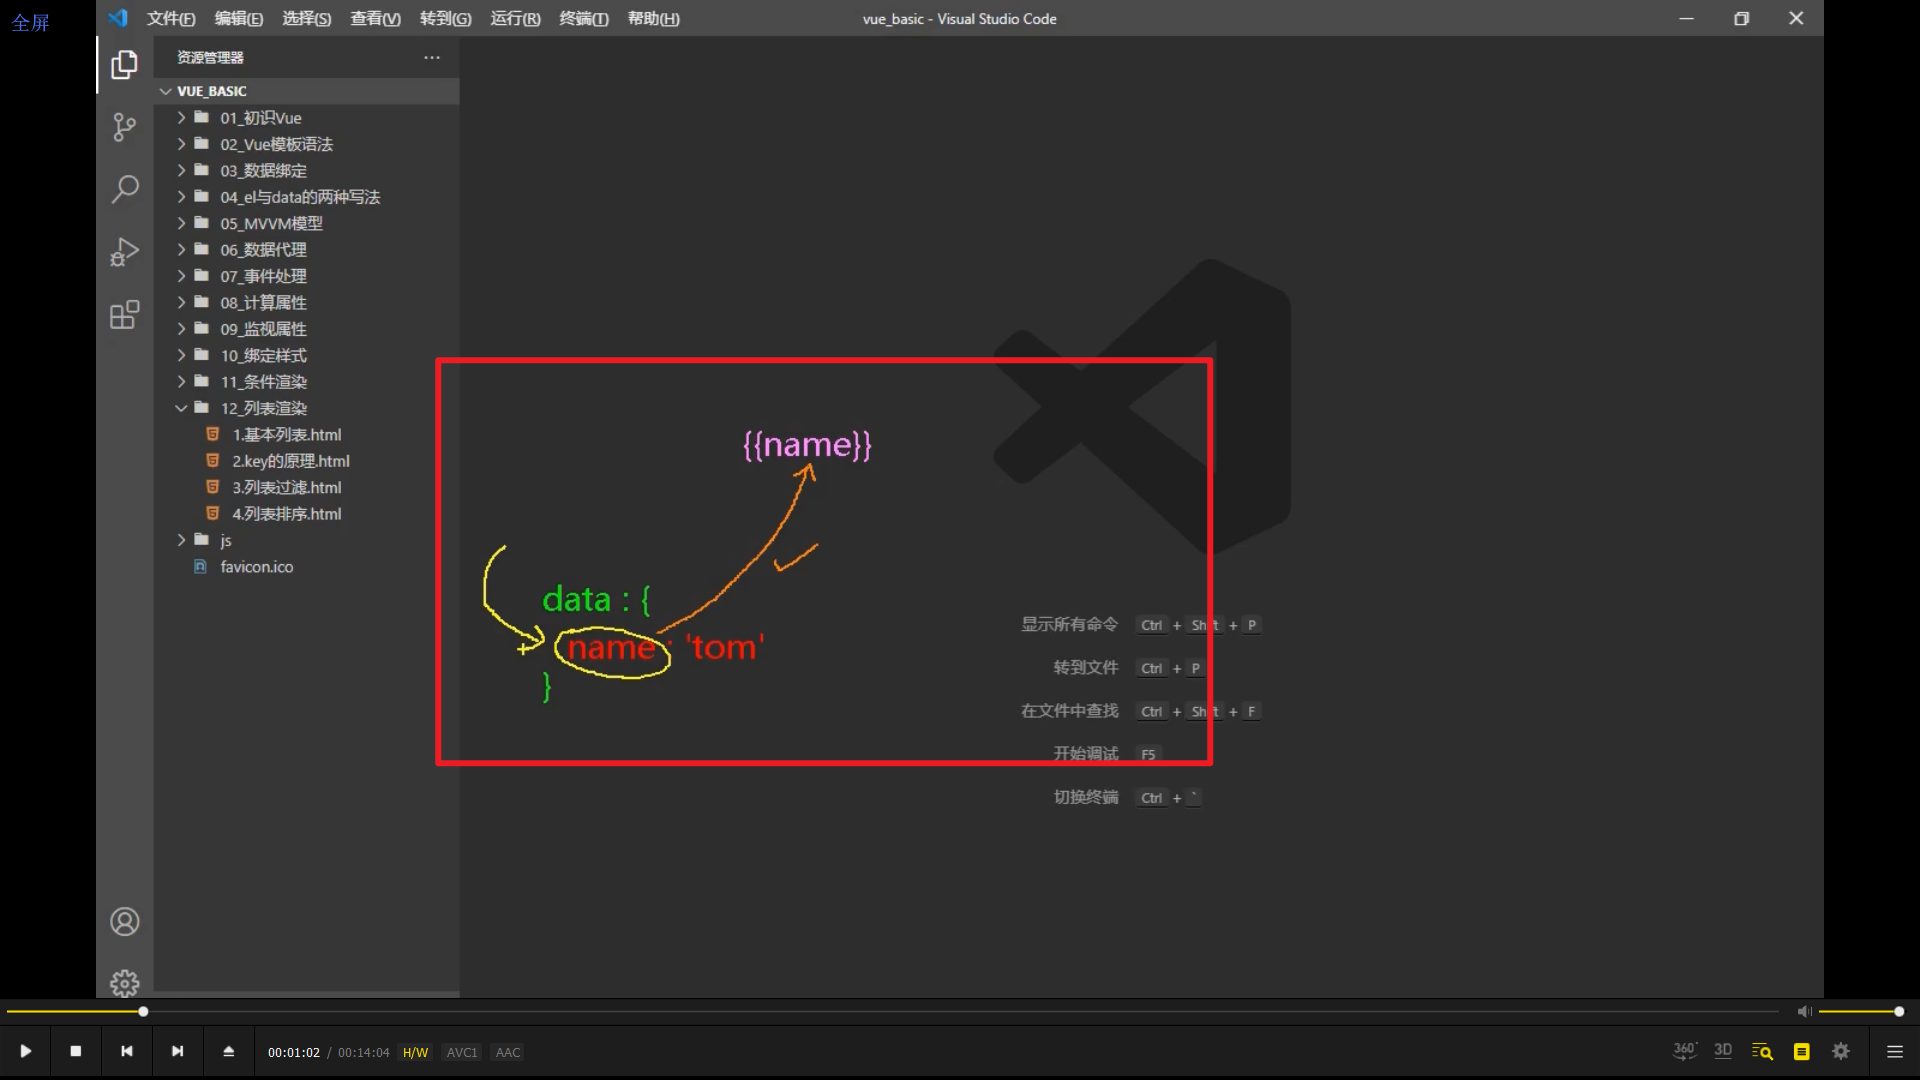 全屏
文件(F) 编辑(E) 选择(S) 查看(V) 转到(G) 运行(R) 终端(T) 帮助(H)
vue_basic - Visual Studio Code
资源管理器
VUE_BASIC
01_初识Vue
02_Vue模板语法
03_数据绑定
04_el与data的两种写法
05_MVVM模型
06_数据代理
07_事件处理
08_计算属性
09_监视属性
10_绑定样式
11_条件渲染
12_列表渲染
1.基本列表.html
2.key的原理.html
3.列表过滤.html
4.列表排序.html
js
favicon.ico
{{name}}
data : {
name : 'tom'
}
显示所有命令 Ctrl + Shift + P
转到文件 Ctrl + P
在文件中查找 Ctrl + Shift + F
开始调试 F5
切换终端 Ctrl + `
00:01:02 / 00:14:04 H/W AVC1 AAC
360° 3D